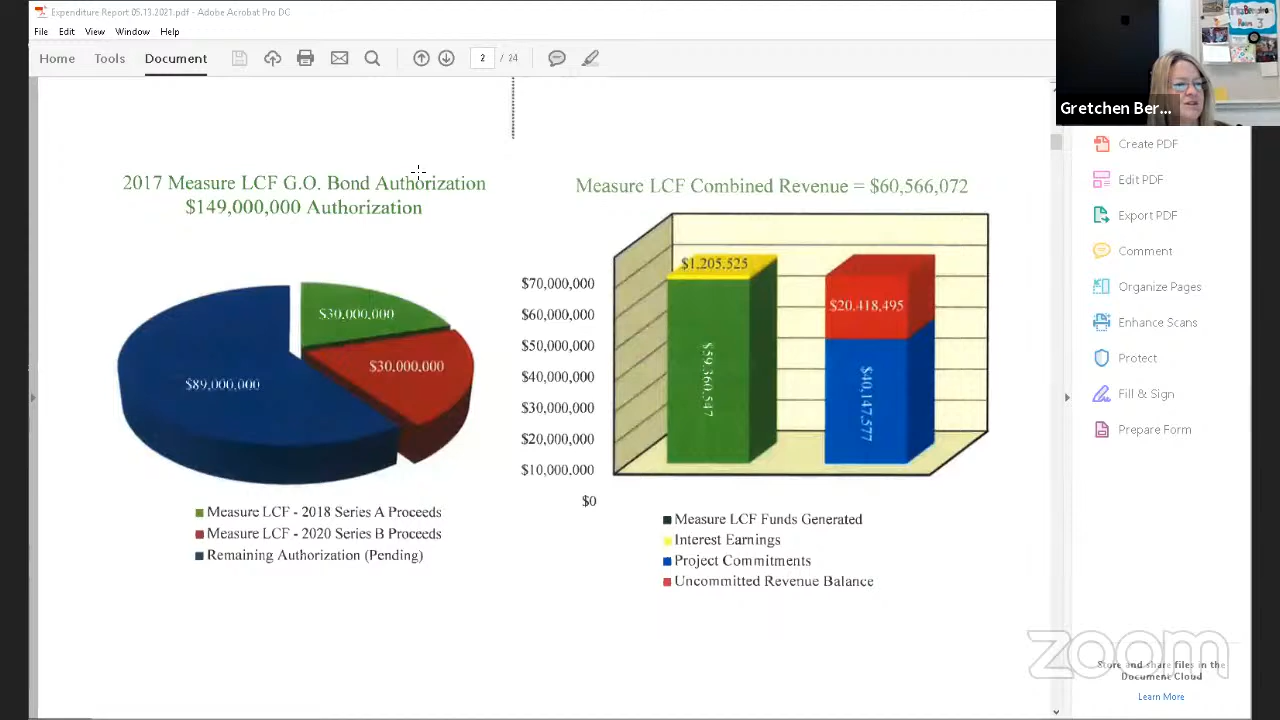 Expenditure Report 05.13.2021.pdf - Adobe Acrobat Pro DC
File Edit View Window Help
Home Tools Document 2 / 24
Gretchen Ber...
2017 Measure LCF G.O. Bond Authorization
$149,000,000 Authorization
$30,000,000
$30,000,000
$89,000,000
Measure LCF - 2018 Series A Proceeds
Measure LCF - 2020 Series B Proceeds
Remaining Authorization (Pending)
Measure LCF Combined Revenue = $60,566,072
$70,000,000
$60,000,000
$50,000,000
$40,000,000
$30,000,000
$20,000,000
$10,000,000
$0
$1,205,525
$59,360,547
$20,418,495
$40,147,577
Measure LCF Funds Generated
Interest Earnings
Project Commitments
Uncommitted Revenue Balance
Create PDF
Edit PDF
Export PDF
Comment
Organize Pages
Enhance Scans
Protect
Fill & Sign
Prepare Form
zoom
Store and share files in the
Document Cloud
Learn More